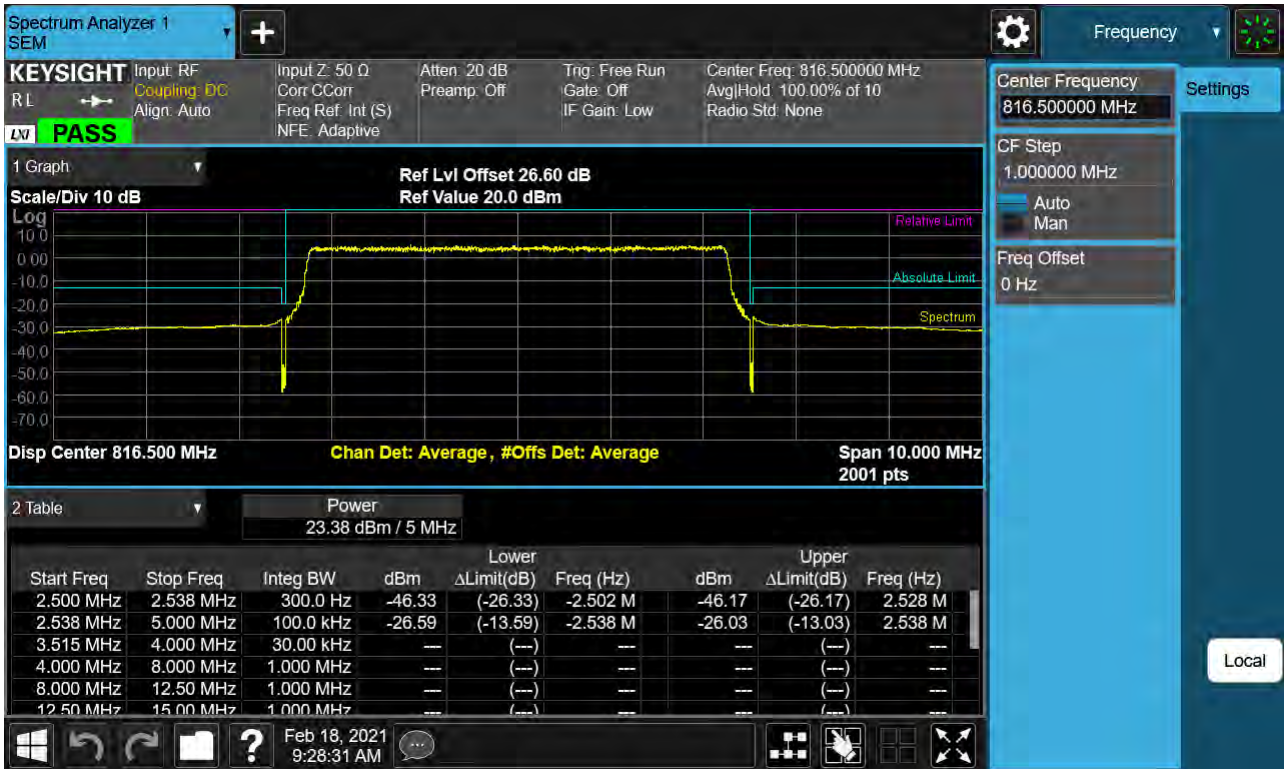 Spectrum Analyzer 1
SEM
+
Frequency
KEYSIGHT
R L
LXI PASS
Input: RF
Coupling: DC
Align: Auto
Input Z: 50 Ω
Corr CCorr
Freq Ref: Int (S)
NFE: Adaptive
Atten: 20 dB
Preamp: Off
Trig: Free Run
Gate: Off
IF Gain: Low
Center Freq: 816.500000 MHz
Avg|Hold: 100.00% of 10
Radio Std: None
Center Frequency
816.500000 MHz
Settings
CF Step
1.000000 MHz
Auto
Man
Freq Offset
0 Hz
1 Graph
Ref Lvl Offset 26.60 dB
Scale/Div 10 dB
Ref Value 20.0 dBm
Log
10.0
0.00
-10.0
-20.0
-30.0
-40.0
-50.0
-60.0
-70.0
Relative Limit
Absolute Limit
Spectrum
Disp Center 816.500 MHz
Chan Det: Average, #Offs Det: Average
Span 10.000 MHz
2001 pts
2 Table
Power
23.38 dBm / 5 MHz
Lower Upper
Start Freq Stop Freq Integ BW dBm ΔLimit(dB) Freq (Hz) dBm ΔLimit(dB) Freq (Hz)
2.500 MHz 2.538 MHz 300.0 Hz -46.33 (-26.33) -2.502 M -46.17 (-26.17) 2.528 M
2.538 MHz 5.000 MHz 100.0 kHz -26.59 (-13.59) -2.538 M -26.03 (-13.03) 2.538 M
3.515 MHz 4.000 MHz 30.00 kHz --- (---) --- --- (---) ---
4.000 MHz 8.000 MHz 1.000 MHz --- (---) --- --- (---) ---
8.000 MHz 12.50 MHz 1.000 MHz --- (---) --- --- (---) ---
12.50 MHz 15.00 MHz 1.000 MHz --- (---) --- --- (---) ---
Local
?
Feb 18, 2021
9:28:31 AM